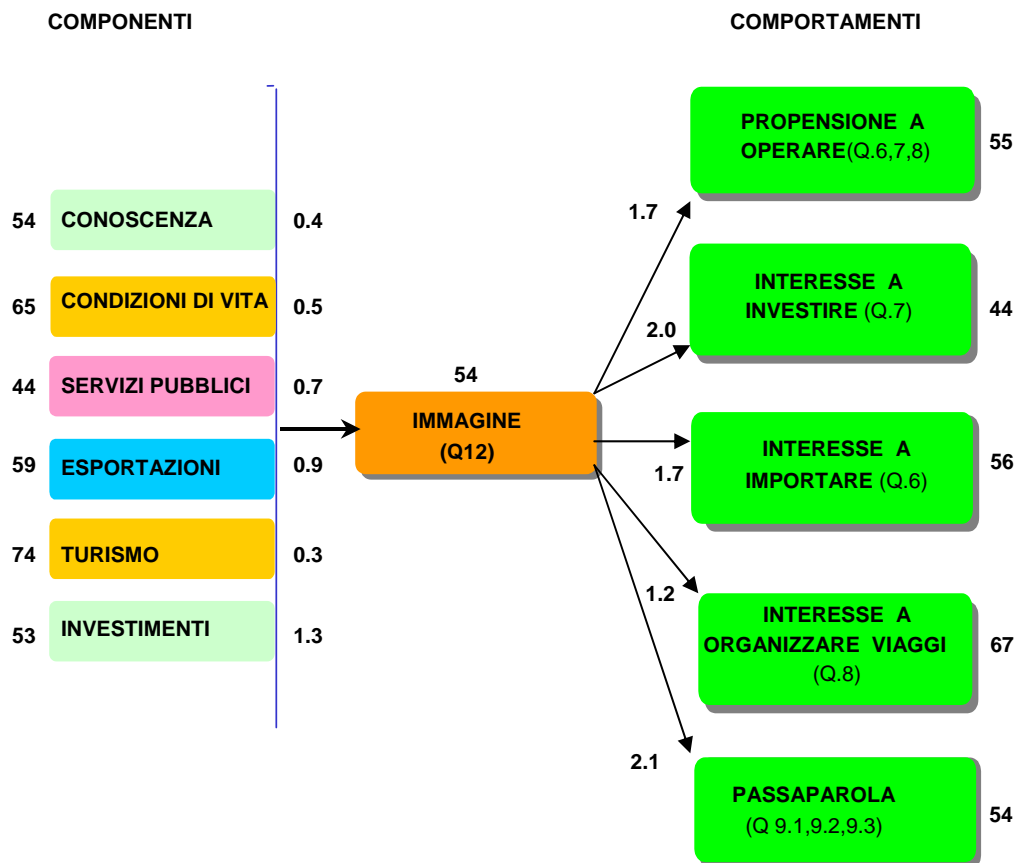 COMPONENTI
COMPORTAMENTI
PROPENSIONE A
OPERARE(Q.6,7,8)
55
54
CONOSCENZA
0.4
1.7
65
CONDIZIONI DI VITA
0.5
INTERESSE A
INVESTIRE (Q.7)
44
2.0
44
SERVIZI PUBBLICI
0.7
54
IMMAGINE
(Q12)
59
ESPORTAZIONI
0.9
1.7
INTERESSE A
IMPORTARE (Q.6)
56
74
TURISMO
0.3
53
INVESTIMENTI
1.3
1.2
INTERESSE A
ORGANIZZARE VIAGGI
(Q.8)
67
2.1
PASSAPAROLA
(Q 9.1,9.2,9.3)
54